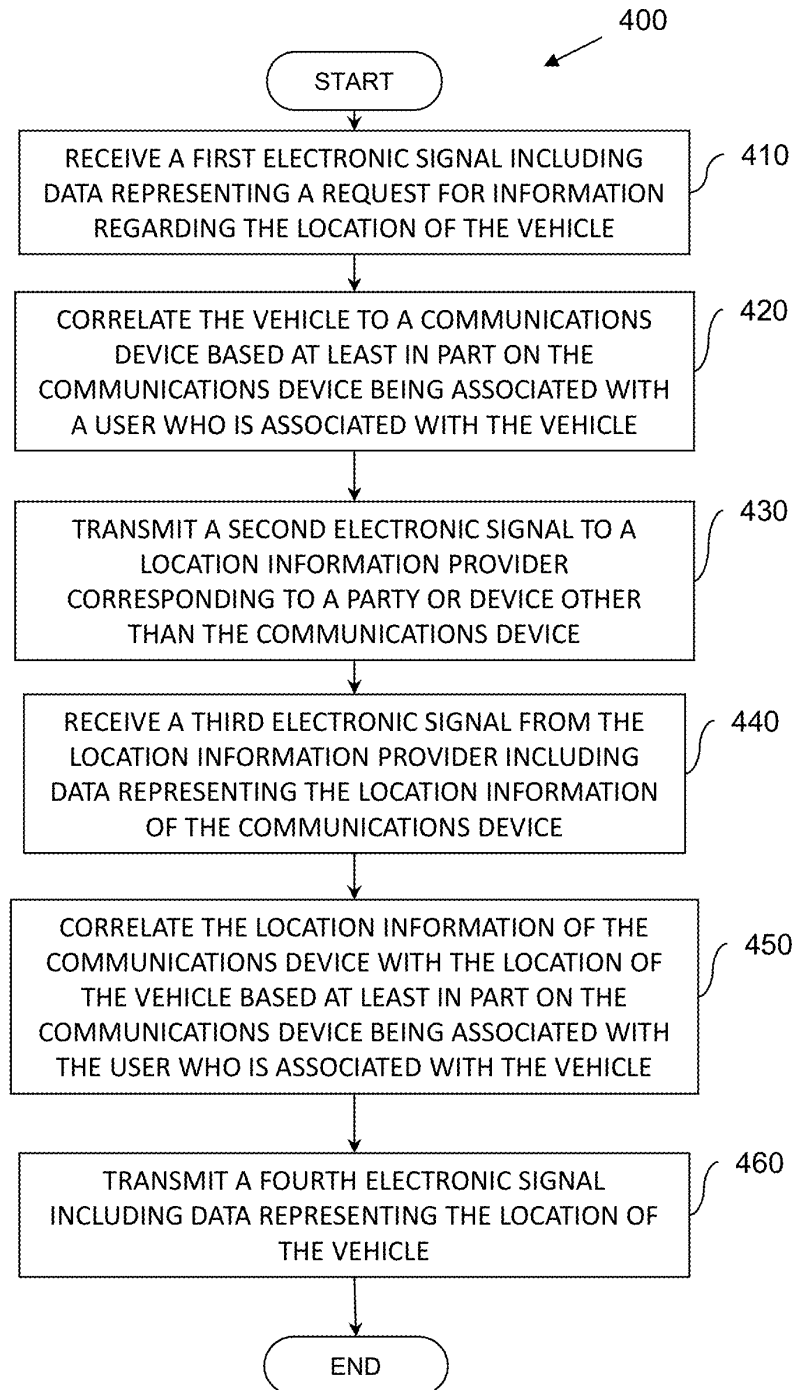 400
START
RECEIVE A FIRST ELECTRONIC SIGNAL INCLUDING
DATA REPRESENTING A REQUEST FOR INFORMATION
REGARDING THE LOCATION OF THE VEHICLE
410
CORRELATE THE VEHICLE TO A COMMUNICATIONS
DEVICE BASED AT LEAST IN PART ON THE
COMMUNICATIONS DEVICE BEING ASSOCIATED WITH
A USER WHO IS ASSOCIATED WITH THE VEHICLE
420
TRANSMIT A SECOND ELECTRONIC SIGNAL TO A
LOCATION INFORMATION PROVIDER
CORRESPONDING TO A PARTY OR DEVICE OTHER
THAN THE COMMUNICATIONS DEVICE
430
RECEIVE A THIRD ELECTRONIC SIGNAL FROM THE
LOCATION INFORMATION PROVIDER INCLUDING
DATA REPRESENTING THE LOCATION INFORMATION
OF THE COMMUNICATIONS DEVICE
440
CORRELATE THE LOCATION INFORMATION OF THE
COMMUNICATIONS DEVICE WITH THE LOCATION OF
THE VEHICLE BASED AT LEAST IN PART ON THE
COMMUNICATIONS DEVICE BEING ASSOCIATED WITH
THE USER WHO IS ASSOCIATED WITH THE VEHICLE
450
TRANSMIT A FOURTH ELECTRONIC SIGNAL
INCLUDING DATA REPRESENTING THE LOCATION OF
THE VEHICLE
460
END